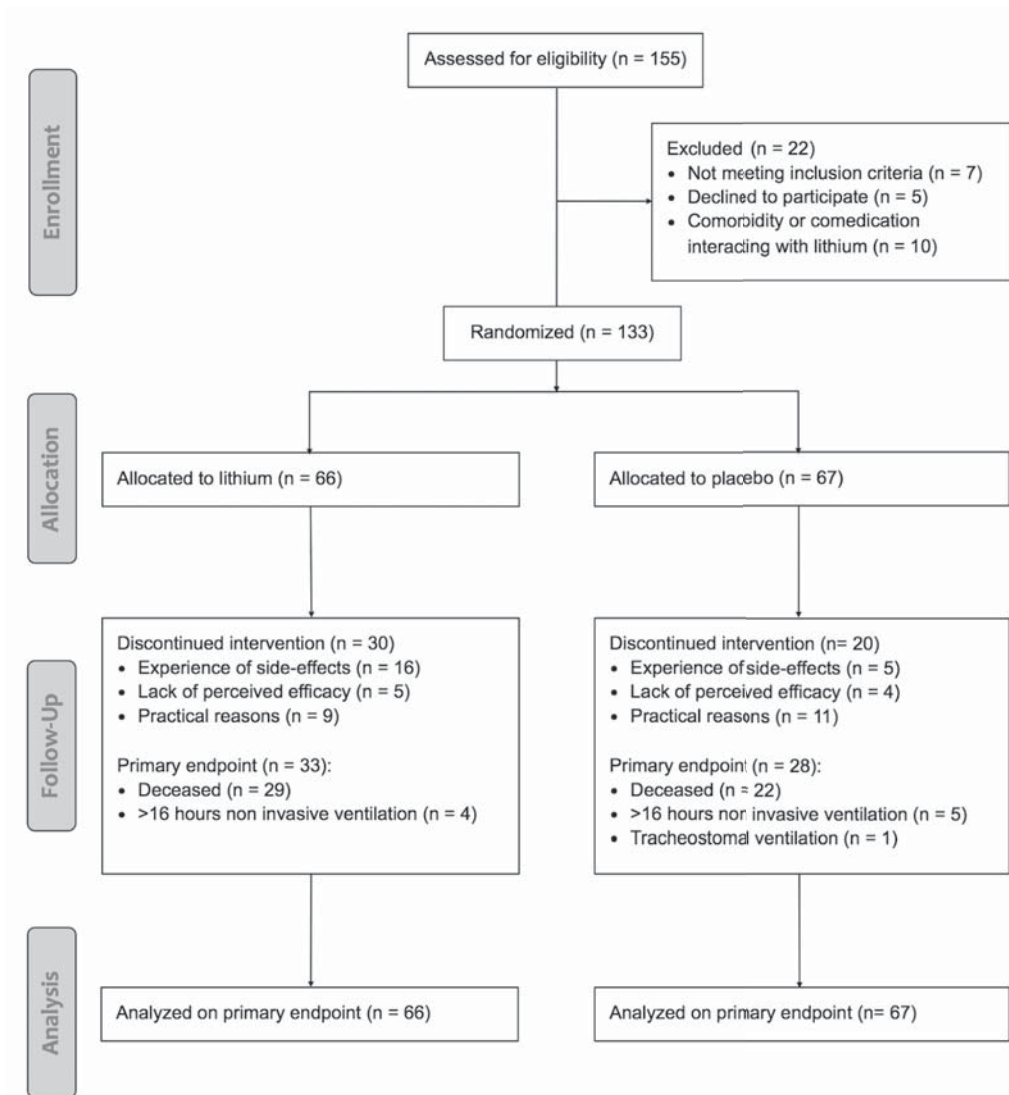 Assessed for eligibility (n = 155)
Enrollment
Excluded (n = 22)
• Not meeting inclusion criteria (n = 7)
• Declined to participate (n = 5)
• Comorbidity or comedication
interacting with lithium (n = 10)
Randomized (n = 133)
Allocation
Allocated to lithium (n = 66)
Allocated to placebo (n = 67)
Follow-Up
Discontinued intervention (n = 30)
• Experience of side-effects (n = 16)
• Lack of perceived efficacy (n = 5)
• Practical reasons (n = 9)
Primary endpoint (n = 33):
• Deceased (n = 29)
• >16 hours non invasive ventilation (n = 4)
Discontinued intervention (n= 20)
• Experience of side-effects (n = 5)
• Lack of perceived efficacy (n = 4)
• Practical reasons (n = 11)
Primary endpoint (n = 28):
• Deceased (n = 22)
• >16 hours non invasive ventilation (n = 5)
• Tracheostomal ventilation (n = 1)
Analysis
Analyzed on primary endpoint (n = 66)
Analyzed on primary endpoint (n= 67)